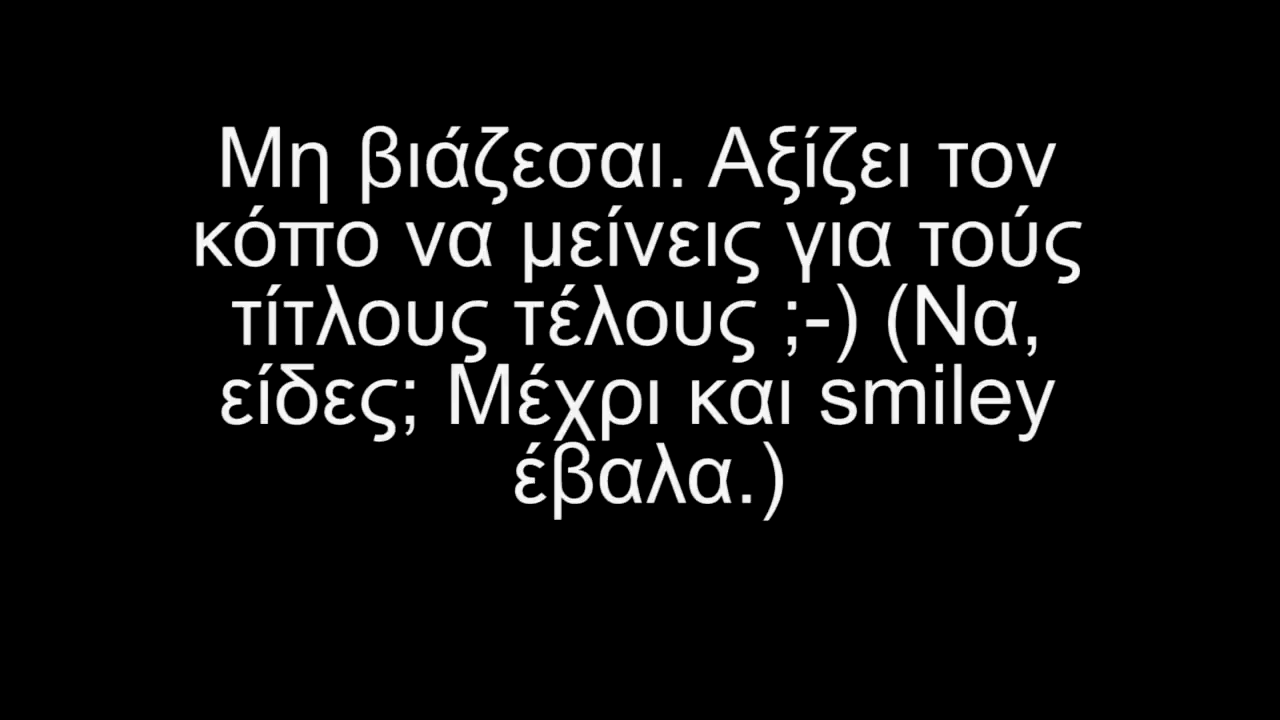 Μη βιάζεσαι. Αξίζει τον
κόπο να μείνεις για τούς
τίτλους τέλους ;-) (Να,
είδες; Μέχρι και smiley
έβαλα.)